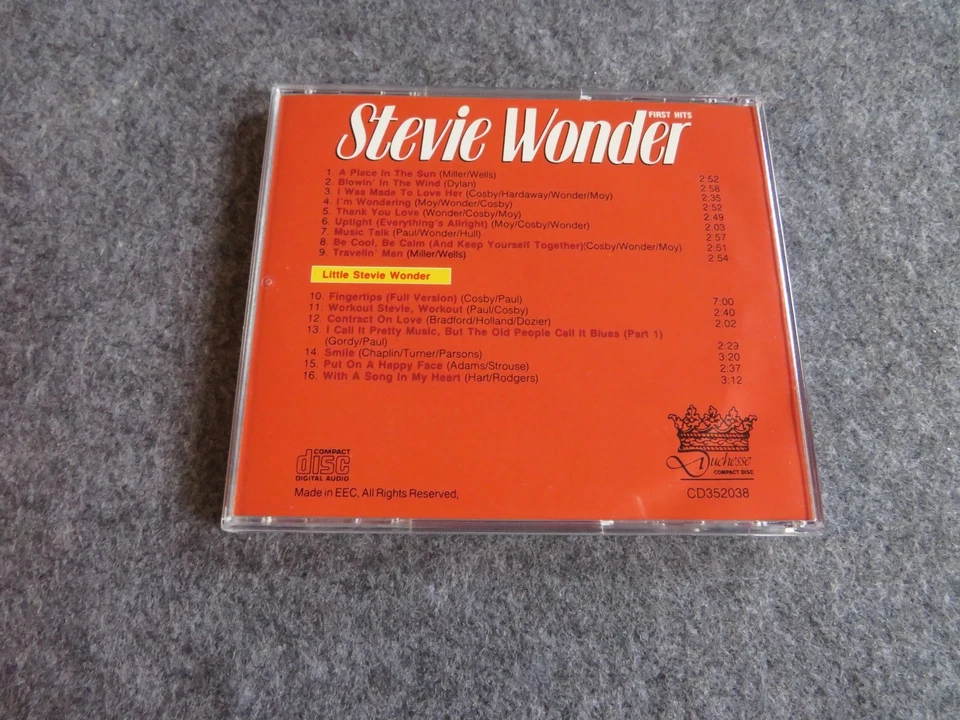 Stevie Wonder FIRST HITS
1. A Place In The Sun (Miller/Wells) 2:52
2. Blowin' In The Wind (Dylan) 2:58
3. I Was Made To Love Her (Cosby/Hardaway/Wonder/Moy) 2:35
4. I'm Wondering (Moy/Wonder/Cosby) 2:52
5. Thank You Love (Wonder/Cosby/Moy) 2:49
6. Uptight (Everything's Allright) (Moy/Cosby/Wonder) 2:03
7. Music Talk (Paul/Wonder/Hull) 2:57
8. Be Cool, Be Calm (And Keep Yourself Together)(Cosby/Wonder/Moy) 2:51
9. Travelin' Man (Miller/Wells) 2:54
Little Stevie Wonder
10. Fingertips (Full Version) (Cosby/Paul) 7:00
11. Workout Stevie, Workout (Paul/Cosby) 2:40
12. Contract On Love (Bradford/Holland/Dozier) 2:02
13. I Call It Pretty Music, But The Old People Call It Blues (Part 1)
(Gordy/Paul) 2:29
14. Smile (Chaplin/Turner/Parsons) 3:20
15. Put On A Happy Face (Adams/Strouse) 2:37
16. With A Song In My Heart (Hart/Rodgers) 3:12
COMPACT
disc
DIGITAL AUDIO
Duchesse
COMPACT DISC
Made in EEC, All Rights Reserved,
CD352038